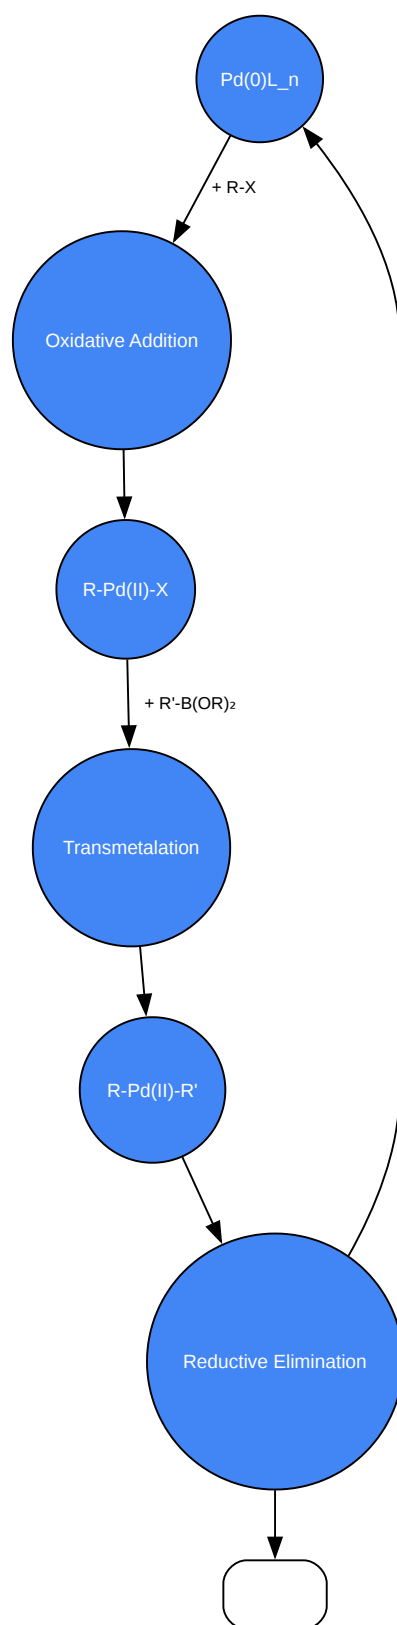 Pd(0)L_n
+ R-X
Oxidative Addition
R-Pd(II)-X
+ R'-B(OR)₂
Transmetalation
R-Pd(II)-R'
Reductive Elimination